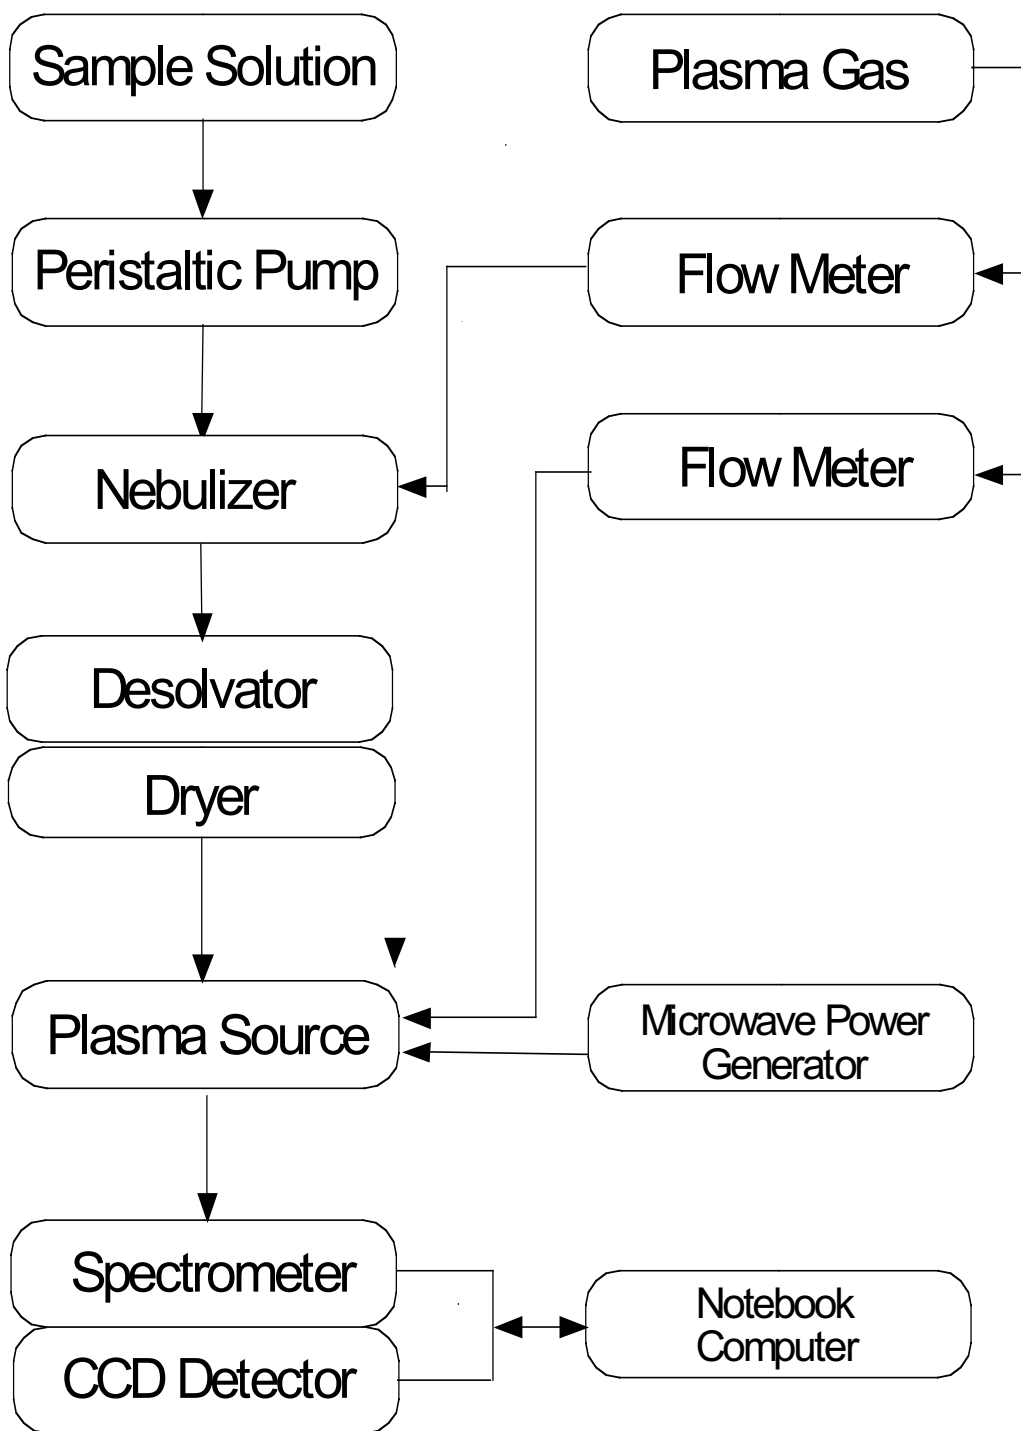 Sample Solution
Plasma Gas
Peristaltic Pump
Flow Meter
Nebulizer
Flow Meter
Desolvator
Dryer
Plasma Source
Microwave Power
Generator
Spectrometer
CCD Detector
Notebook
Computer